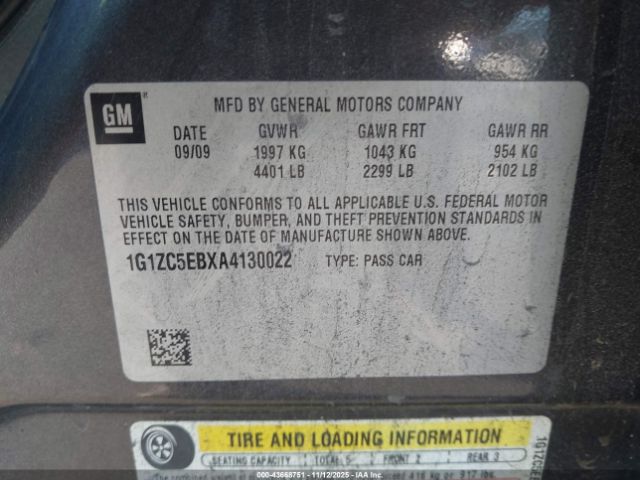 GM
MFD BY GENERAL MOTORS COMPANY
DATE GVWR GAWR FRT GAWR RR
09/09 1997 KG 1043 KG 954 KG
4401 LB 2299 LB 2102 LB
THIS VEHICLE CONFORMS TO ALL APPLICABLE U.S. FEDERAL MOTOR
VEHICLE SAFETY, BUMPER, AND THEFT PREVENTION STANDARDS IN
EFFECT ON THE DATE OF MANUFACTURE SHOWN ABOVE.
1G1ZC5EBXA4130022 TYPE: PASS CAR
TIRE AND LOADING INFORMATION
SEATING CAPACITY TOTAL 5 FRONT 2 REAR 3
1G1ZC5E
© IAA 43668751 - 11/12/2025 - IAAI.COM